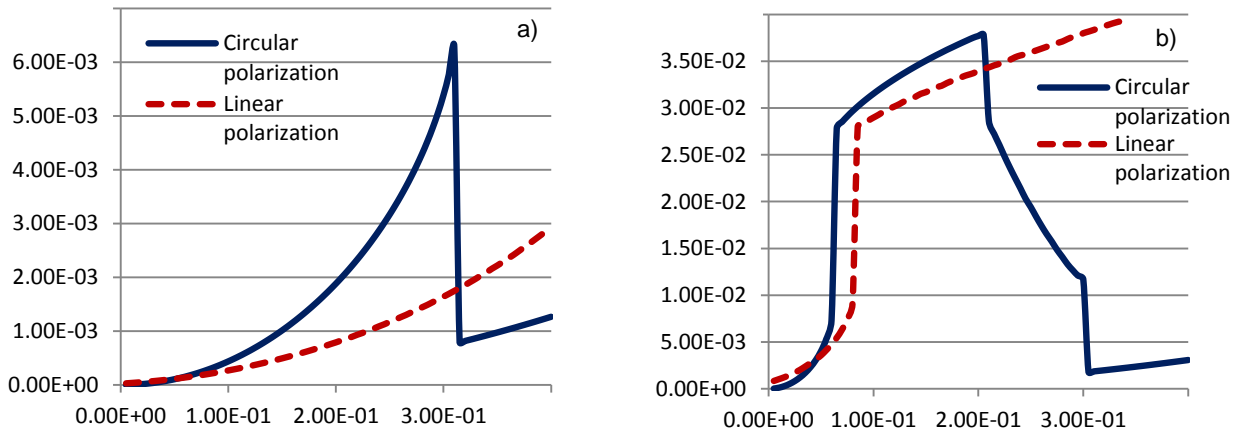 a)
6.00E-03
5.00E-03
4.00E-03
3.00E-03
2.00E-03
1.00E-03
0.00E+00
Circular
polarization
Linear
polarization
0.00E+00 1.00E-01 2.00E-01 3.00E-01
b)
3.50E-02
3.00E-02
2.50E-02
2.00E-02
1.50E-02
1.00E-02
5.00E-03
0.00E+00
Circular
polarization
Linear
polarization
0.00E+00 1.00E-01 2.00E-01 3.00E-01